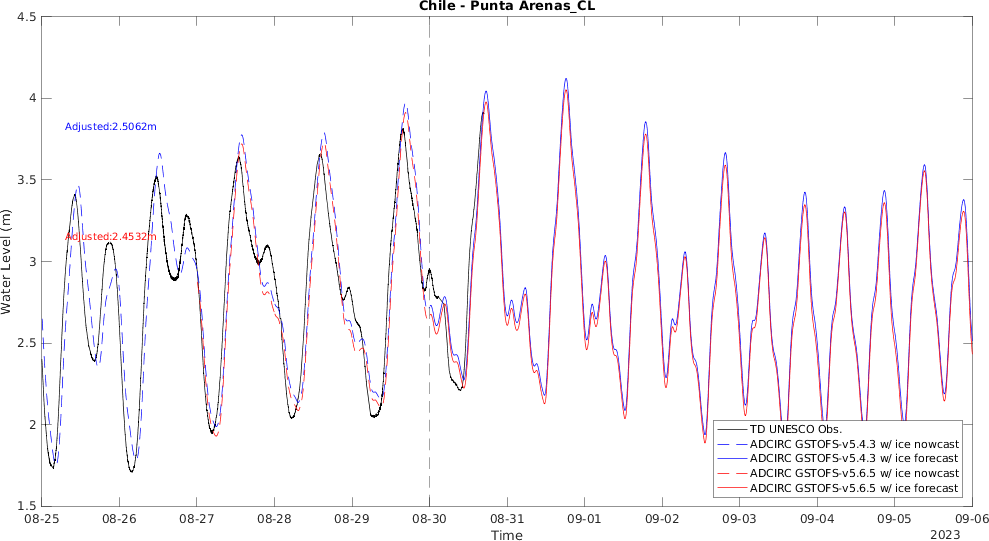 Chile - Punta Arenas_CL
4.5
4
3.5
3
2.5
2
1.5
Water Level (m)
Adjusted:2.5062m
Adjusted:2.4532m
TD UNESCO Obs.
ADCIRC GSTOFS-v5.4.3 w/ ice nowcast
ADCIRC GSTOFS-v5.4.3 w/ ice forecast
ADCIRC GSTOFS-v5.6.5 w/ ice nowcast
ADCIRC GSTOFS-v5.6.5 w/ ice forecast
08-25 08-26 08-27 08-28 08-29 08-30 08-31 09-01 09-02 09-03 09-04 09-05 09-06
Time
2023